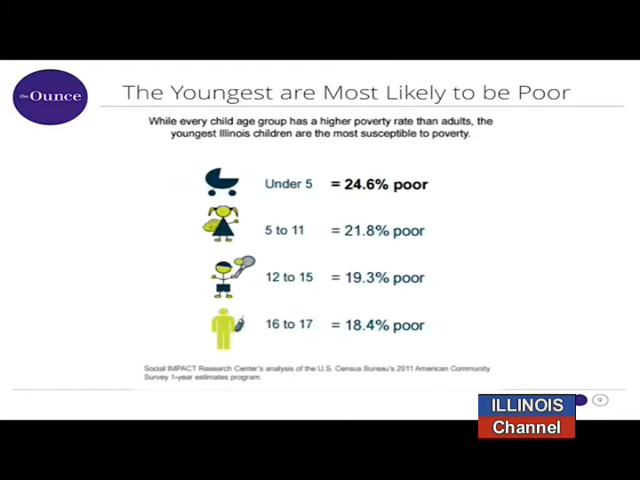 The Ounce
The Youngest are Most Likely to be Poor
While every child age group has a higher poverty rate than adults, the
youngest Illinois children are the most susceptible to poverty.
Under 5 = 24.6% poor
5 to 11 = 21.8% poor
12 to 15 = 19.3% poor
16 to 17 = 18.4% poor
Social IMPACT Research Center's analysis of the U.S. Census Bureau's 2011 American Community
Survey 1-year estimates program.
9
ILLINOIS
Channel